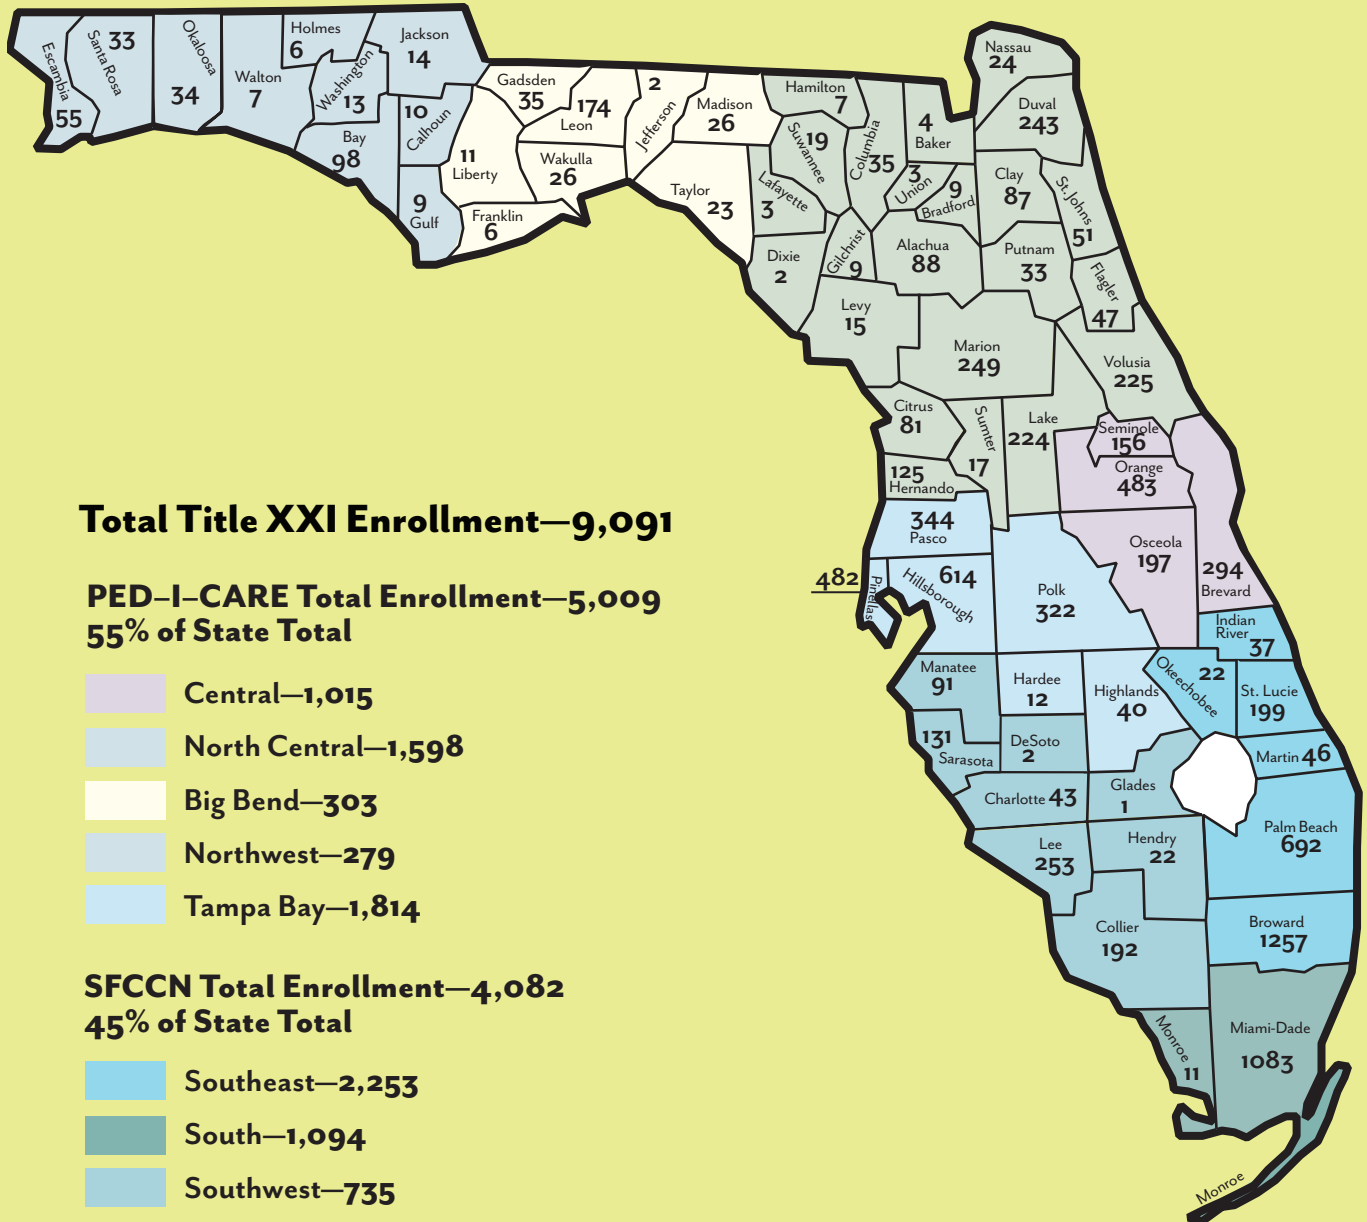 Holmes
6
Jackson
14
Escambia
55
Santa Rosa
33
Okaloosa
34
Walton
7
Washington
13
Bay
98
10
Calhoun
9
Gulf
Gadsden
35
174
Leon
2
Jefferson
Madison
26
11
Liberty
Wakulla
26
Franklin
6
Taylor
23
Hamilton
7
Suwannee
19
Lafayette
3
Dixie
2
Columbia
35
4
Baker
Nassau
24
Duval
243
3
Union
9
Bradford
Clay
87
St. Johns
51
Gilchrist
9
Alachua
88
Putnam
33
Flagler
47
Levy
15
Marion
249
Volusia
225
Citrus
81
Sumter
17
Lake
224
Seminole
156
Orange
483
125
Hernando
344
Pasco
Osceola
197
294
Brevard
482
Pinellas
Hillsborough
614
Polk
322
Indian
River
37
Manatee
91
Hardee
12
Highlands
40
Okeechobee
22
St. Lucie
199
131
Sarasota
DeSoto
2
Martin 46
Charlotte 43
Glades
1
Palm Beach
692
Lee
253
Hendry
22
Collier
192
Broward
1257
Monroe
11
Miami-Dade
1083
Monroe
Total Title XXI Enrollment—9,091
PED–I–CARE Total Enrollment—5,009
55% of State Total
Central—1,015
North Central—1,598
Big Bend—303
Northwest—279
Tampa Bay—1,814
SFCCN Total Enrollment—4,082
45% of State Total
Southeast—2,253
South—1,094
Southwest—735